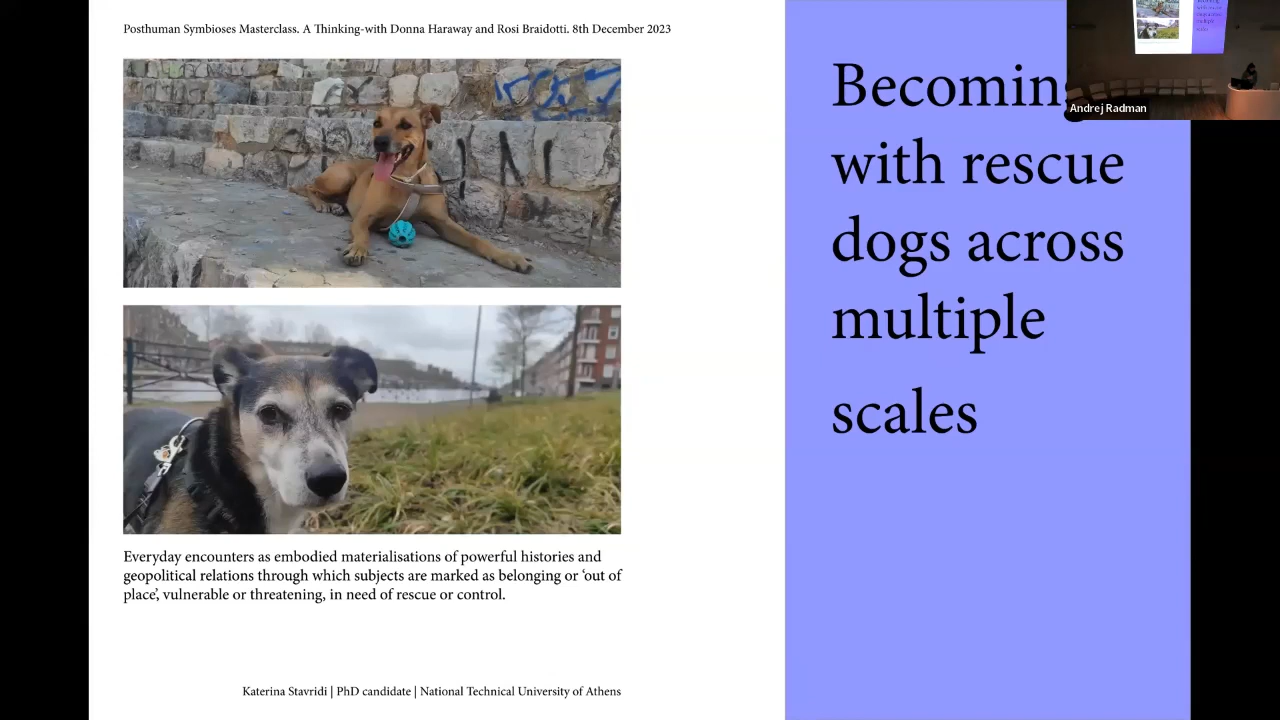 Posthuman Symbioses Masterclass. A Thinking-with Donna Haraway and Rosi Braidotti. 8th December 2023
Becomin
with rescue
dogs across
multiple
scales
Andrej Radman
Everyday encounters as embodied materialisations of powerful histories and
geopolitical relations through which subjects are marked as belonging or ‘out of
place’, vulnerable or threatening, in need of rescue or control.
Katerina Stavridi | PhD candidate | National Technical University of Athens